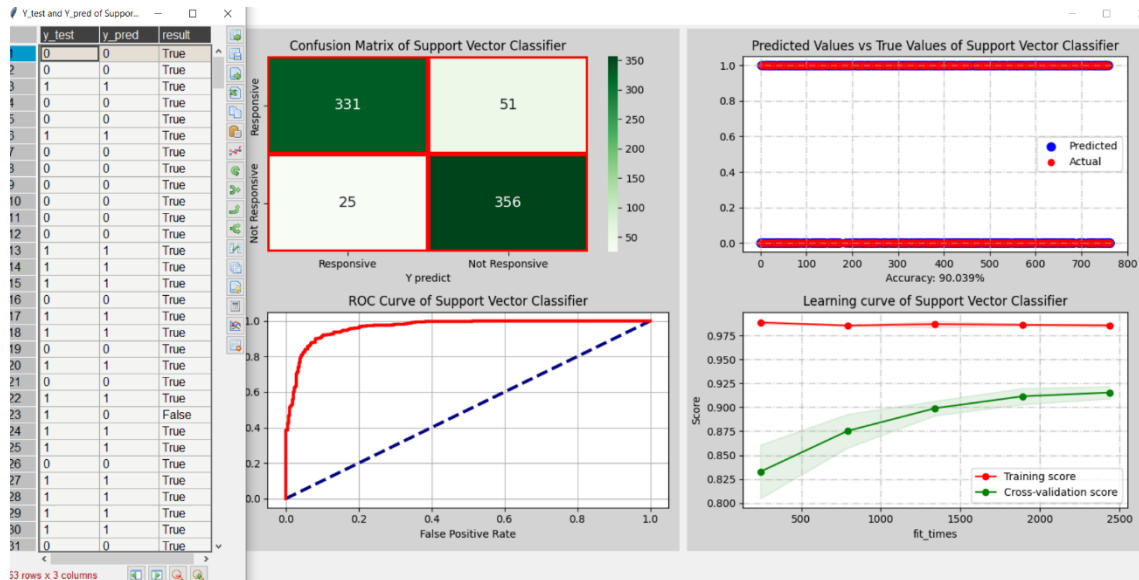 Y_test and Y_pred of Suppor...
y_test y_pred result
1 0 0 True
2 0 0 True
3 1 1 True
4 0 0 True
5 0 0 True
6 1 1 True
7 0 0 True
8 0 0 True
9 0 0 True
10 0 0 True
11 0 0 True
12 0 0 True
13 1 1 True
14 1 1 True
15 1 1 True
16 0 0 True
17 1 1 True
18 1 1 True
19 0 0 True
20 1 1 True
21 0 0 True
22 1 1 True
23 1 0 False
24 1 1 True
25 1 1 True
26 0 0 True
27 1 1 True
28 1 1 True
29 1 1 True
30 1 1 True
31 0 0 True
63 rows x 3 columns
Confusion Matrix of Support Vector Classifier
Responsive
Not Responsive
331 51
25 356
350
300
250
200
150
100
50
Responsive Not Responsive
Y predict
Predicted Values vs True Values of Support Vector Classifier
1.0
0.8
0.6
0.4
0.2
0.0
Predicted
Actual
0 100 200 300 400 500 600 700 800
Accuracy: 90.039%
ROC Curve of Support Vector Classifier
1.0
0.8
0.6
0.4
0.2
0.0
0.0 0.2 0.4 0.6 0.8 1.0
False Positive Rate
Learning curve of Support Vector Classifier
Score
0.975
0.950
0.925
0.900
0.875
0.850
0.825
0.800
Training score
Cross-validation score
500 1000 1500 2000 2500
fit_times